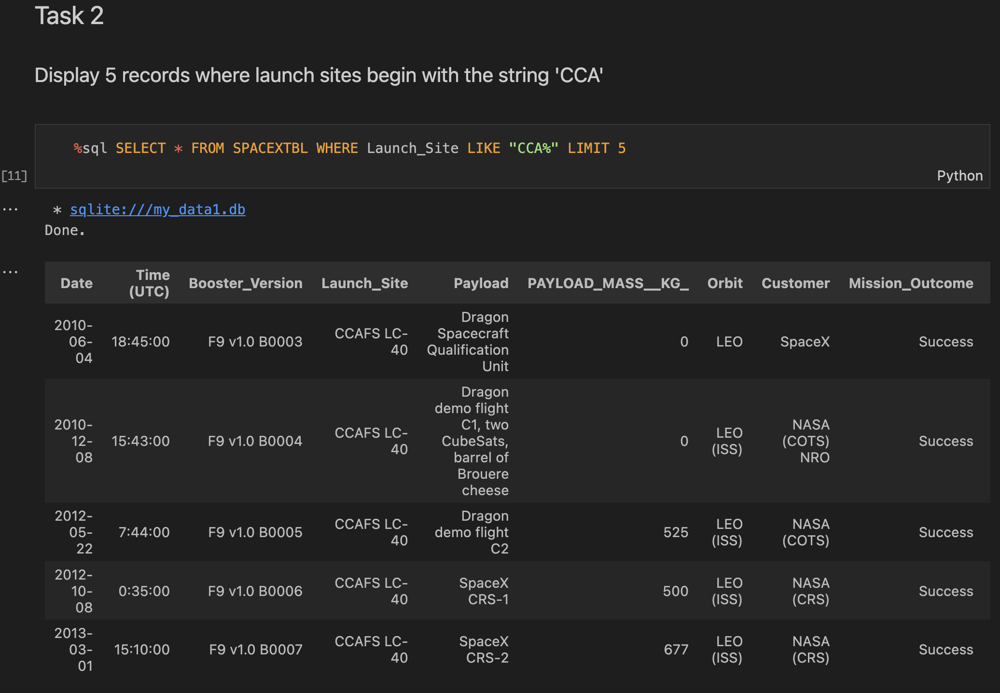 Task 2
Display 5 records where launch sites begin with the string 'CCA'
%sql SELECT * FROM SPACEXTBL WHERE Launch_Site LIKE "CCA%" LIMIT 5
[11]
Python
...
* sqlite:///my_data1.db
Done.
...
Date Time (UTC) Booster_Version Launch_Site Payload PAYLOAD_MASS__KG_ Orbit Customer Mission_Outcome
2010-06-04 18:45:00 F9 v1.0 B0003 CCAFS LC-40 Dragon Spacecraft Qualification Unit 0 LEO SpaceX Success
2010-12-08 15:43:00 F9 v1.0 B0004 CCAFS LC-40 Dragon demo flight C1, two CubeSats, barrel of Brouere cheese 0 LEO (ISS) NASA (COTS) NRO Success
2012-05-22 7:44:00 F9 v1.0 B0005 CCAFS LC-40 Dragon demo flight C2 525 LEO (ISS) NASA (COTS) Success
2012-10-08 0:35:00 F9 v1.0 B0006 CCAFS LC-40 SpaceX CRS-1 500 LEO (ISS) NASA (CRS) Success
2013-03-01 15:10:00 F9 v1.0 B0007 CCAFS LC-40 SpaceX CRS-2 677 LEO (ISS) NASA (CRS) Success